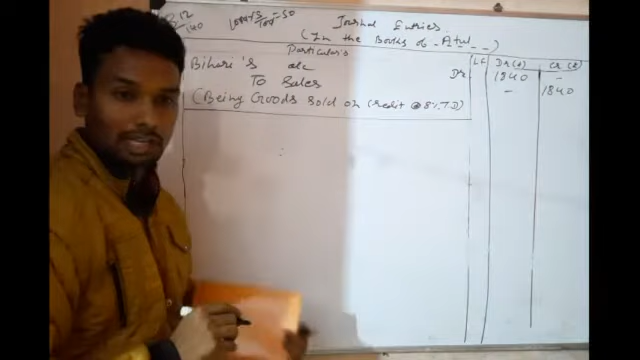 Journal Entries
(In the Books of - Atul - -)
Particulars L.F Dr(₹) Cr(₹)
Bihari's a/c Dr 1840 -
To Sales - 1840
(Being Goods sold on credit @ 8% T.D)